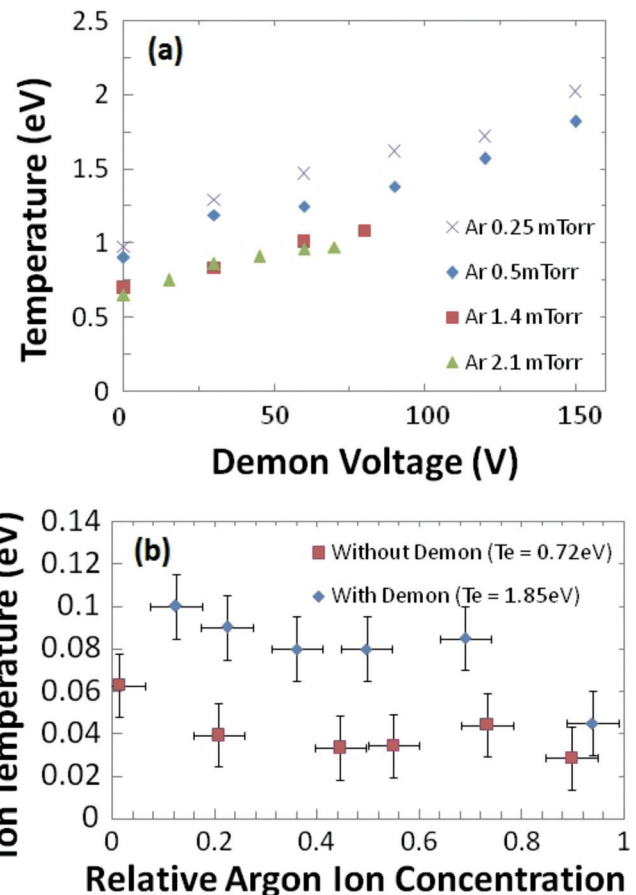 2.5
(a)
2
1.5
1
0.5
0
Temperature (eV)
Ar 0.25 mTorr
Ar 0.5mTorr
Ar 1.4 mTorr
Ar 2.1 mTorr
0 50 100 150
Demon Voltage (V)
0.14
(b)
Without Demon (Te = 0.72eV)
0.12
With Demon (Te = 1.85eV)
0.1
0.08
0.06
0.04
0.02
0
Ion Temperature (eV)
0 0.2 0.4 0.6 0.8 1
Relative Argon Ion Concentration